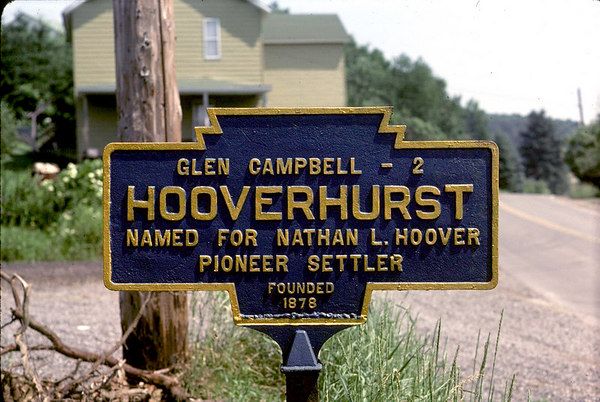 GLEN CAMPBELL - 2
HOOVERHURST
NAMED FOR NATHAN L. HOOVER
PIONEER SETTLER
FOUNDED
1878